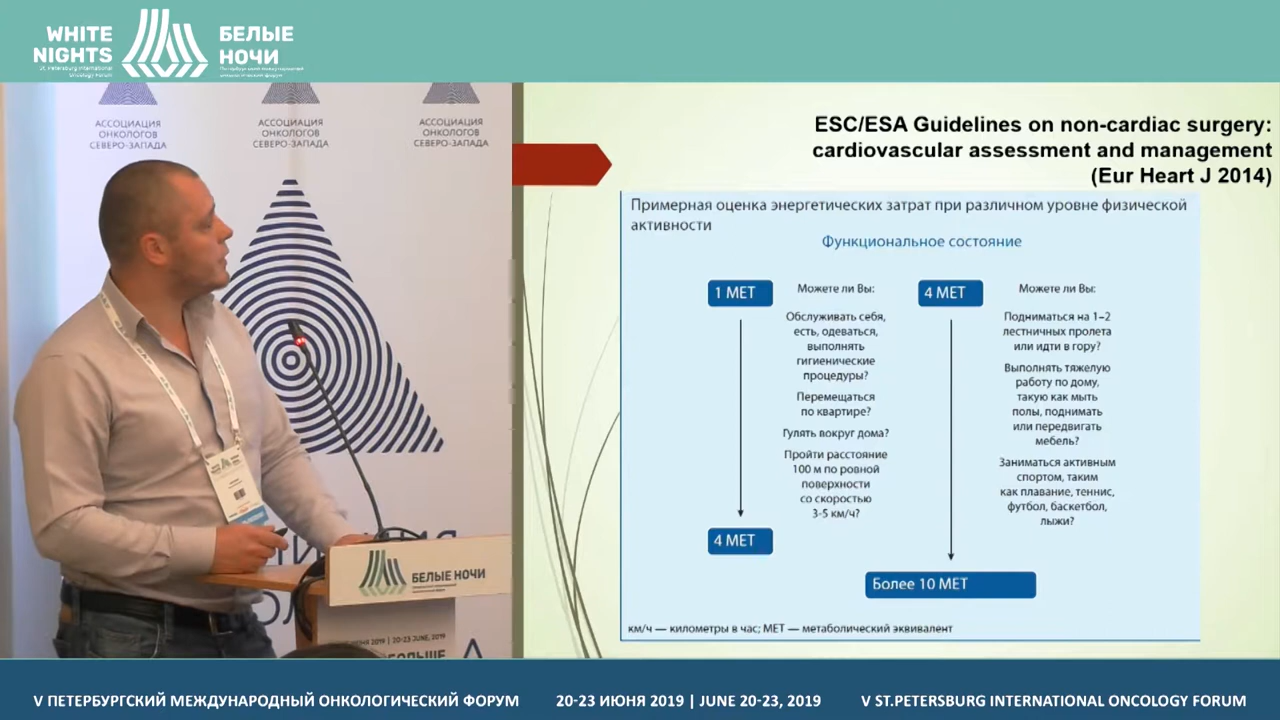 WHITE
NIGHTS
St. Petersburg International
Oncology Forum
БЕЛЫЕ
НОЧИ
АССОЦИАЦИЯ
ОНКОЛОГОВ
СЕВЕРО-ЗАПАДА
АССОЦИАЦИЯ
ОНКОЛОГОВ
СЕВЕРО-ЗАПАДА
АССОЦИАЦИЯ
ОНКОЛОГОВ
СЕВЕРО-ЗАПАДА
ESC/ESA Guidelines on non-cardiac surgery:
cardiovascular assessment and management
(Eur Heart J 2014)
Примерная оценка энергетических затрат при различном уровне физической
активности
Функциональное состояние
1 МЕТ
Можете ли Вы:
Обслуживать себя,
есть, одеваться,
выполнять
гигиенические
процедуры?
Перемещаться
по квартире?
Гулять вокруг дома?
Пройти расстояние
100 м по ровной
поверхности
со скоростью
3-5 км/ч?
4 МЕТ
4 МЕТ
Можете ли Вы:
Подниматься на 1–2
лестничных пролета
или идти в гору?
Выполнять тяжелую
работу по дому,
такую как мыть
полы, поднимать
или передвигать
мебель?
Заниматься активным
спортом, таким
как плавание, теннис,
футбол, баскетбол,
лыжи?
Более 10 МЕТ
км/ч — километры в час; МЕТ — метаболический эквивалент
БЕЛЫЕ НОЧИ
ИЮНЯ 2019 | 20-23 JUNE, 2019
БОЛЬШЕ
V ПЕТЕРБУРГСКИЙ МЕЖДУНАРОДНЫЙ ОНКОЛОГИЧЕСКИЙ ФОРУМ
20-23 ИЮНЯ 2019 | JUNE 20-23, 2019
V ST.PETERSBURG INTERNATIONAL ONCOLOGY FORUM